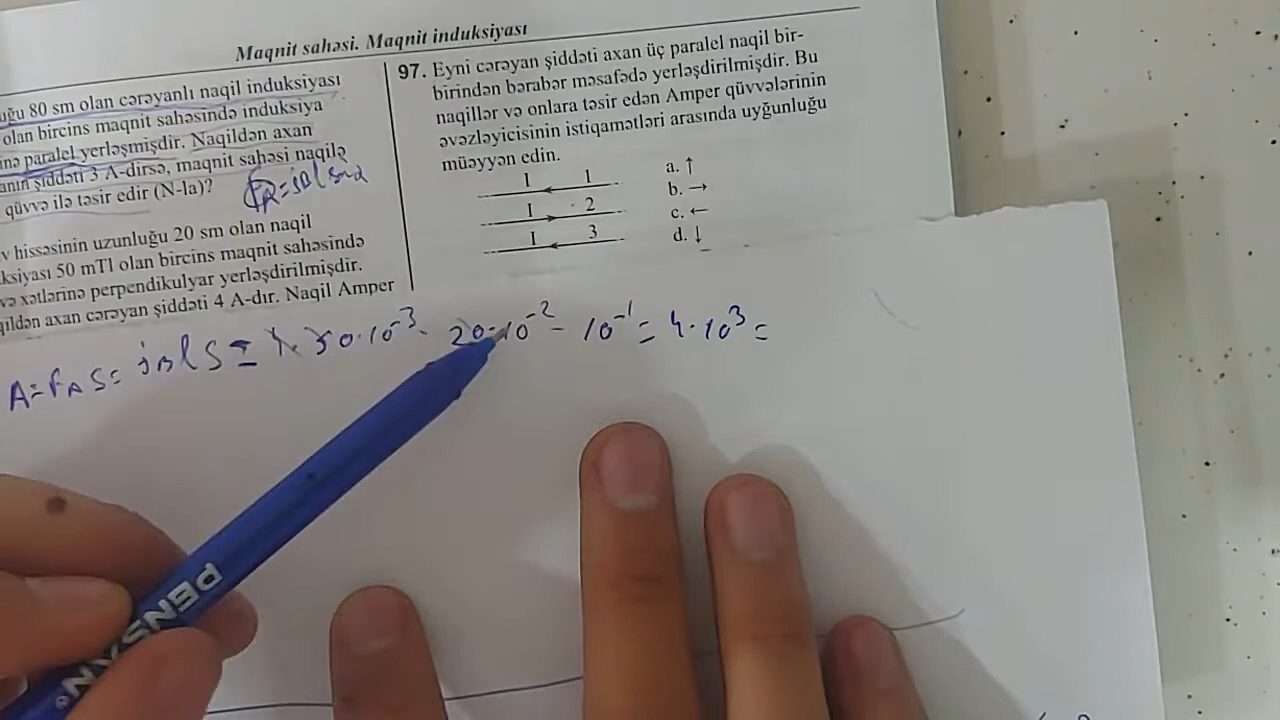 Maqnit sahəsi. Maqnit induksiyası
uğu 80 sm olan cərəyanlı naqil induksiyası
olan bircins maqnit sahəsində induksiya
inə paralel yerləşmişdir. Naqildən axan
anın şiddəti 3 A-dirsə, maqnit sahəsi naqilə
qüvvə ilə təsir edir (N-la)?
v hissəsinin uzunluğu 20 sm olan naqil
ksiyası 50 mTl olan bircins maqnit sahəsində
və xətlərinə perpendikulyar yerləşdirilmişdir.
qildən axan cərəyan şiddəti 4 A-dır. Naqil Amper
97. Eyni cərəyan şiddəti axan üç paralel naqil bir-
birindən bərabər məsafədə yerləşdirilmişdir. Bu
naqillər və onlara təsir edən Amper qüvvələrinin
əvəzləyicisinin istiqamətləri arasında uyğunluğu
müəyyən edin.
I 1
I 2
I 3
a. ↑
b. →
c. ←
d. ↓
A=FAS= iBlS= 50·10⁻³· 20·10⁻² 10⁻¹= 4·10³=
PENSAN